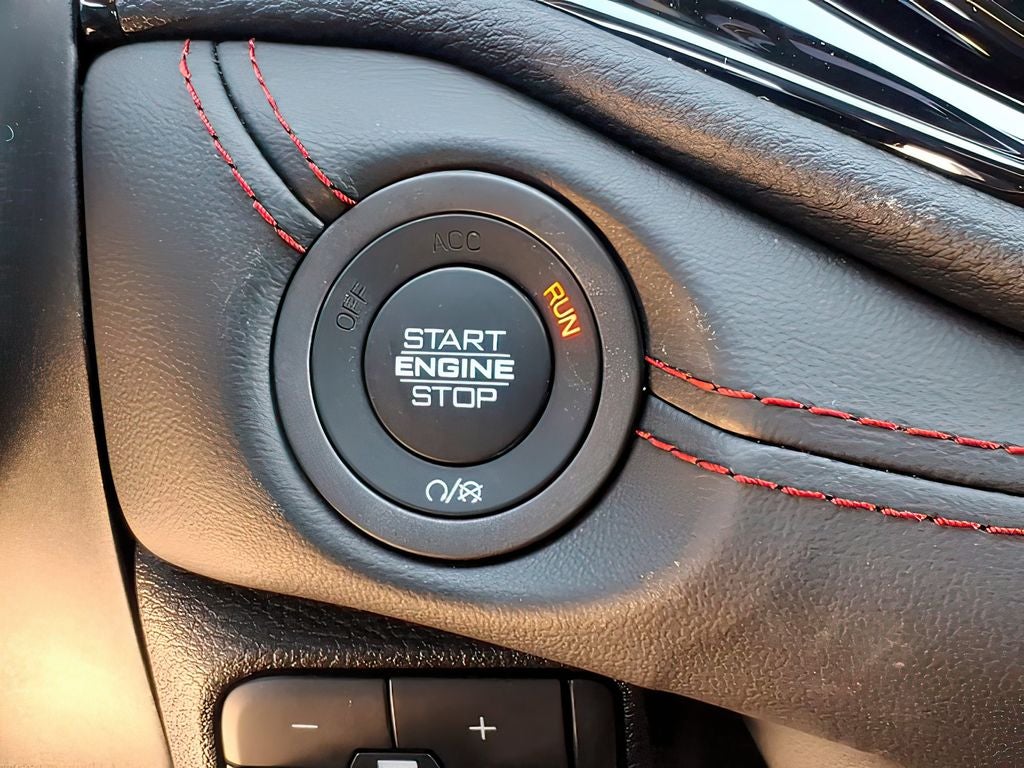 ACC
OFF
RUN
START
ENGINE
STOP